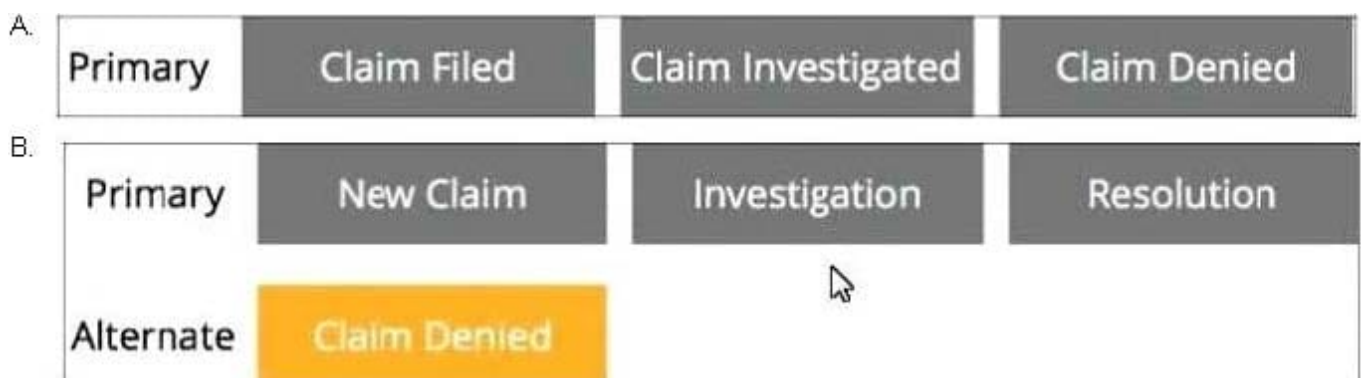 A.
Primary Claim Filed Claim Investigated Claim Denied
B.
Primary New Claim Investigation Resolution
Alternate Claim Denied